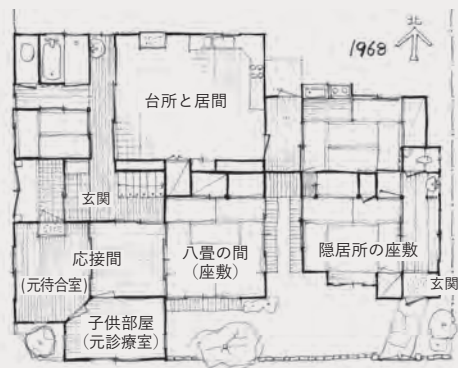 北
1968
台所と居間
玄関
応接間
(元待合室)
八畳の間
(座敷)
隠居所の座敷
玄関
子供部屋
(元診療室)